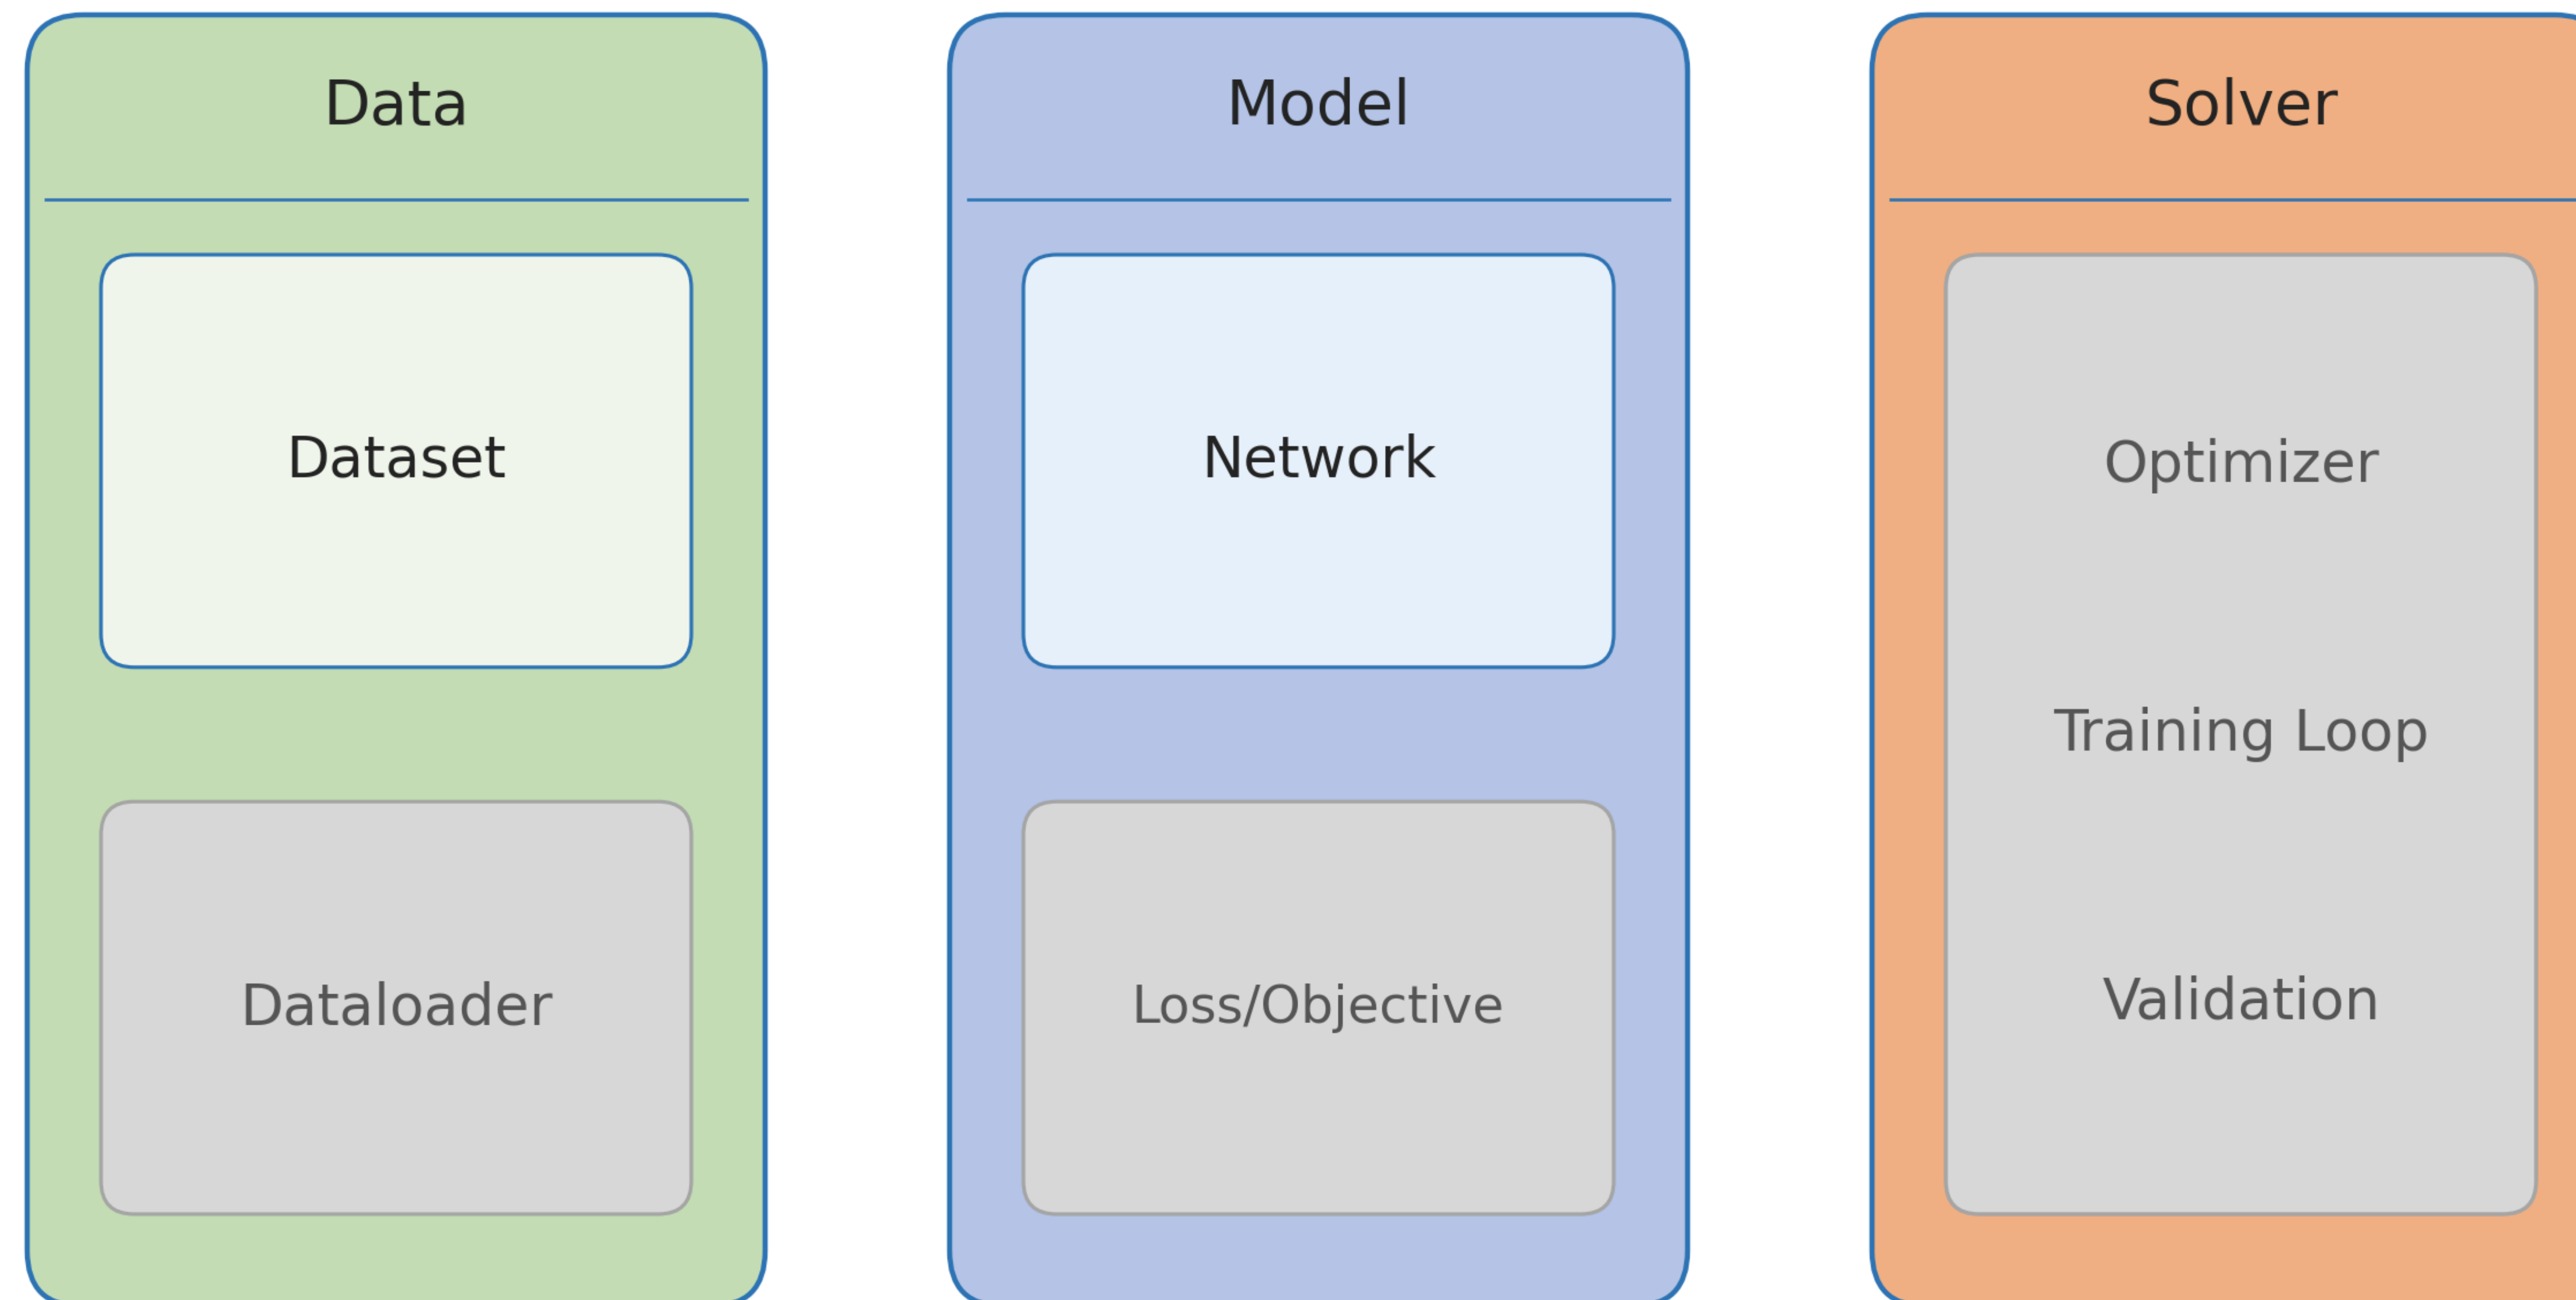 Data
Dataset
Dataloader
Model
Network
Loss/Objective
Solver
Optimizer
Training Loop
Validation